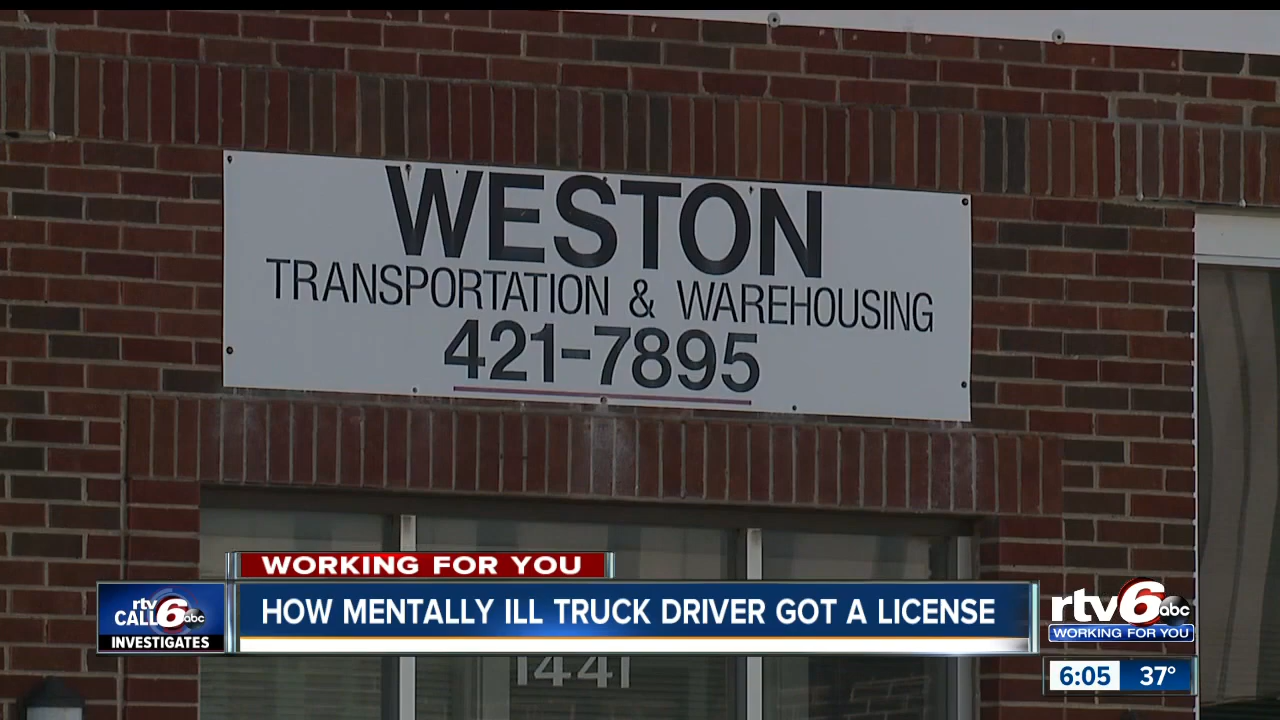 WESTON
TRANSPORTATION & WAREHOUSING
421-7895
WORKING FOR YOU
rtv
CALL 6 abc
INVESTIGATES
HOW MENTALLY ILL TRUCK DRIVER GOT A LICENSE
rtv6 abc
WORKING FOR YOU
1441
6:05 37°